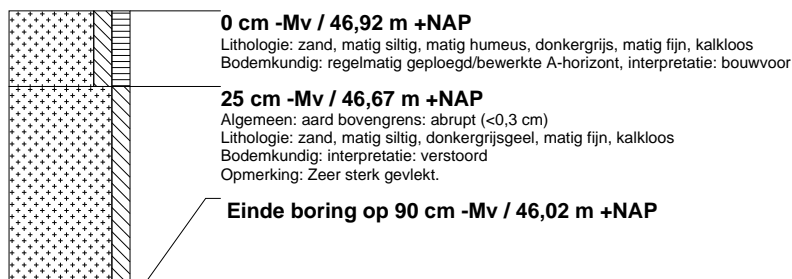 0 cm -Mv / 46,92 m +NAP
Lithologie: zand, matig siltig, matig humeus, donkergrijs, matig fijn, kalkloos
Bodemkundig: regelmatig geploegd/bewerkte A-horizont, interpretatie: bouwvoor
25 cm -Mv / 46,67 m +NAP
Algemeen: aard bovengrens: abrupt (<0,3 cm)
Lithologie: zand, matig siltig, donkergrijsgeel, matig fijn, kalkloos
Bodemkundig: interpretatie: verstoord
Opmerking: Zeer sterk gevlekt.
Einde boring op 90 cm -Mv / 46,02 m +NAP